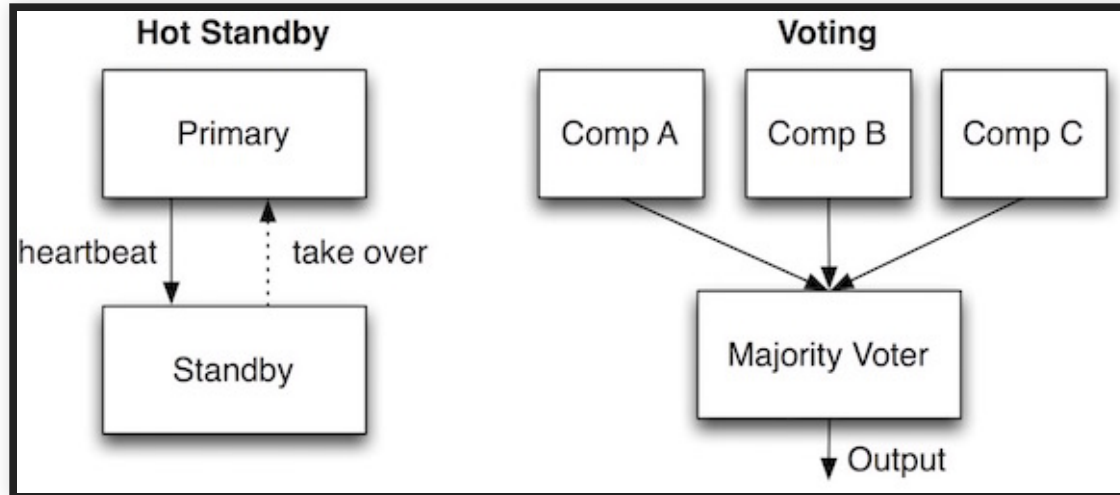 Hot Standby
Primary
heartbeat
take over
Standby
Voting
Comp A
Comp B
Comp C
Majority Voter
Output